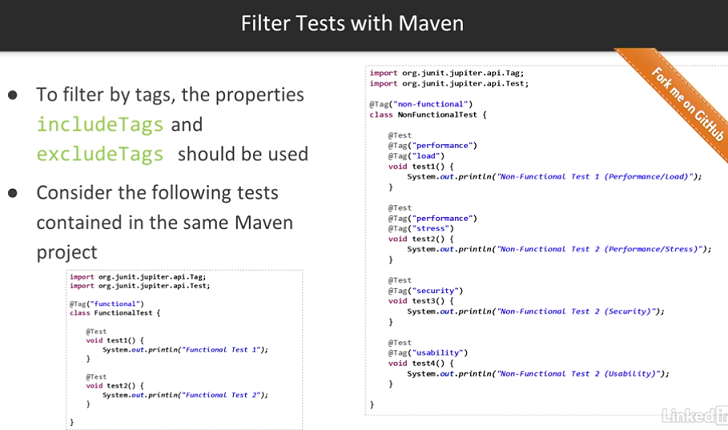 Filter Tests with Maven
● To filter by tags, the properties
includeTags and
excludeTags should be used
● Consider the following tests
contained in the same Maven
project
import org.junit.jupiter.api.Tag;
import org.junit.jupiter.api.Test;
@Tag("functional")
class FunctionalTest {
@Test
void test1() {
System.out.println("Functional Test 1");
}
@Test
void test2() {
System.out.println("Functional Test 2");
}
}
import org.junit.jupiter.api.Tag;
import org.junit.jupiter.api.Test;
@Tag("non-functional")
class NonFunctionalTest {
@Test
@Tag("performance")
@Tag("load")
void test1() {
System.out.println("Non-Functional Test 1 (Performance/Load)");
}
@Test
@Tag("performance")
@Tag("stress")
void test2() {
System.out.println("Non-Functional Test 2 (Performance/Stress)");
}
@Test
@Tag("security")
void test3() {
System.out.println("Non-Functional Test 2 (Security)");
}
@Test
@Tag("usability")
void test4() {
System.out.println("Non-Functional Test 2 (Usability)");
}
}
Fork me on GitHub
Linked in